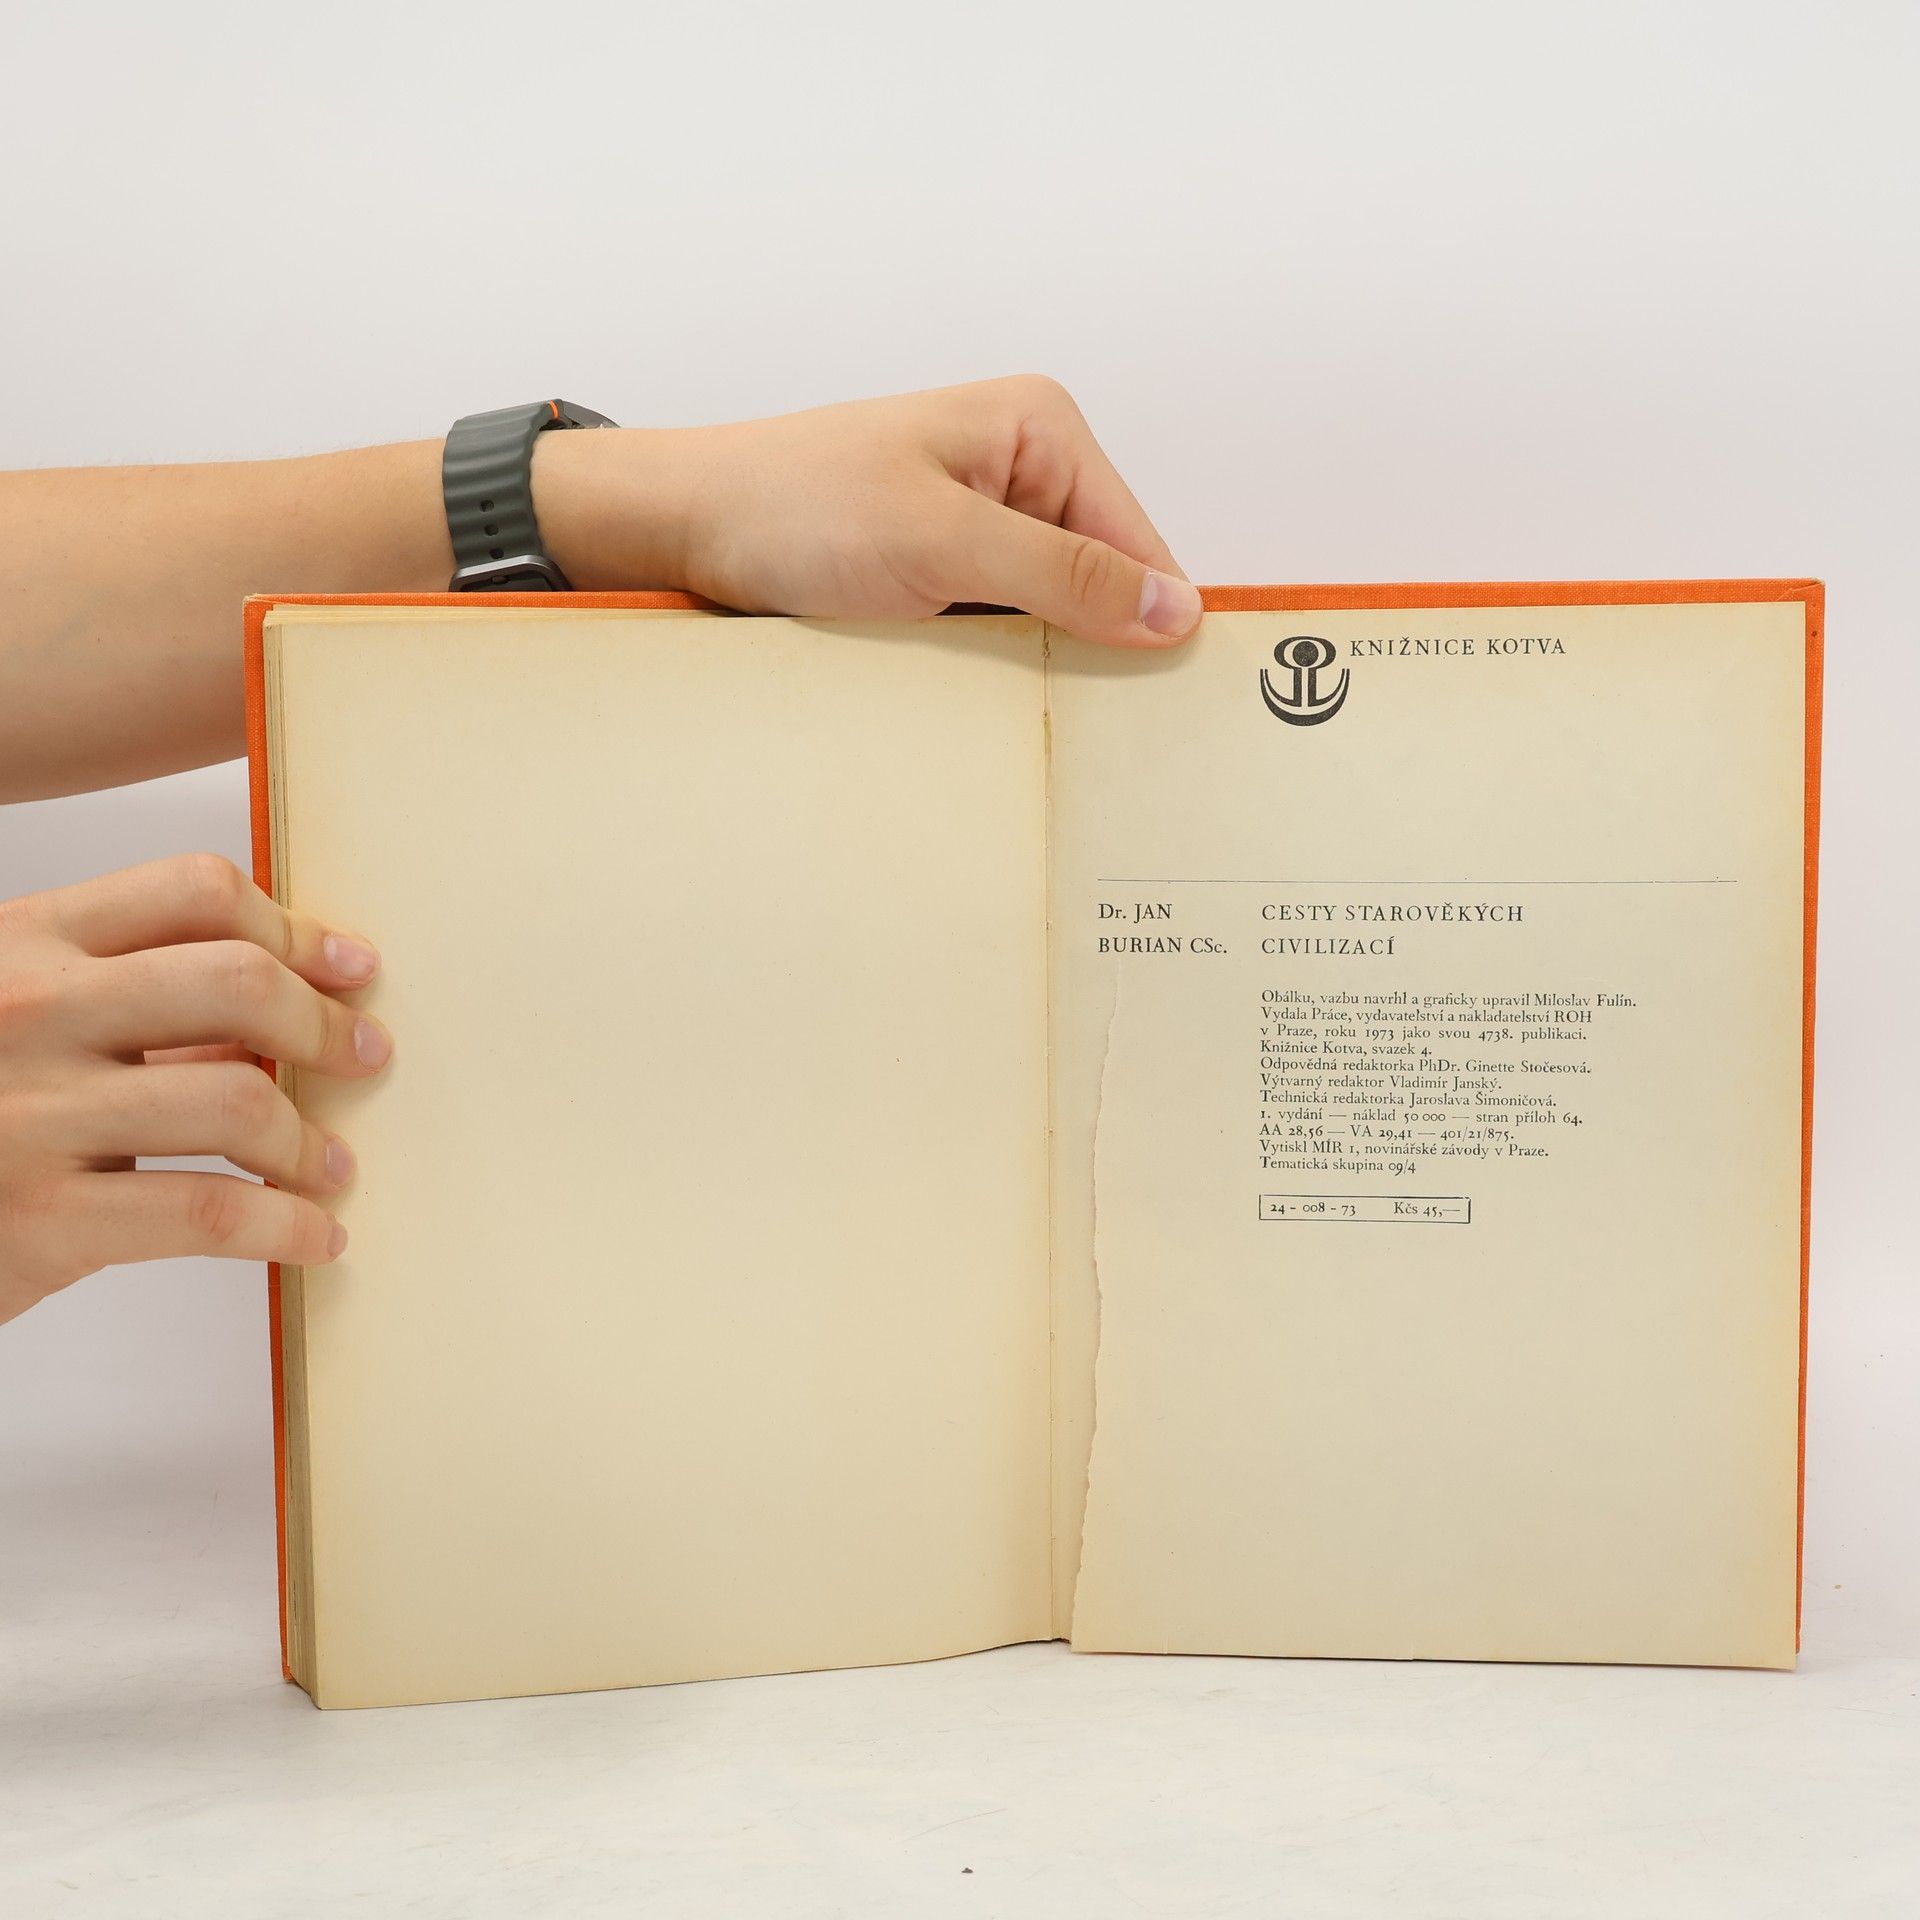 KNIŽNICE KOTVA
Dr. JAN
BURIAN CSc.
CESTY STAROVĚKÝCH
CIVILIZACÍ
Obálku, vazbu navrhl a graficky upravil Miloslav Fulín.
Vydala Práce, vydavatelství a nakladatelství ROH
v Praze, roku 1973 jako svou 4738. publikaci.
Knižnice Kotva, svazek 4.
Odpovědná redaktorka PhDr. Ginette Stočesová.
Výtvarný redaktor Vladimír Janský.
Technická redaktorka Jaroslava Šimoničová.
1. vydání — náklad 50 000 — stran příloh 64.
AA 28,56 — VA 29,41 — 401/21/875.
Vytiskl MÍR 1, novinářské závody v Praze.
Tematická skupina 09/4
24 - 008 - 73 Kčs 45,—